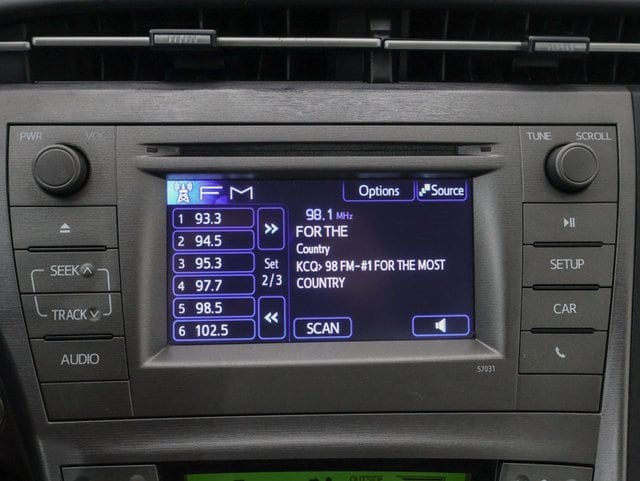 PWR VOL
TUNE SCROLL
FM
Options
Source
1 93.3
2 94.5
3 95.3
4 97.7
5 98.5
6 102.5
Set
2/3
98.1 MHz
FOR THE
Country
KCQ> 98 FM-#1 FOR THE MOST
COUNTRY
SCAN
SEEK
TRACK
AUDIO
SETUP
CAR
57031
OUTSIDE